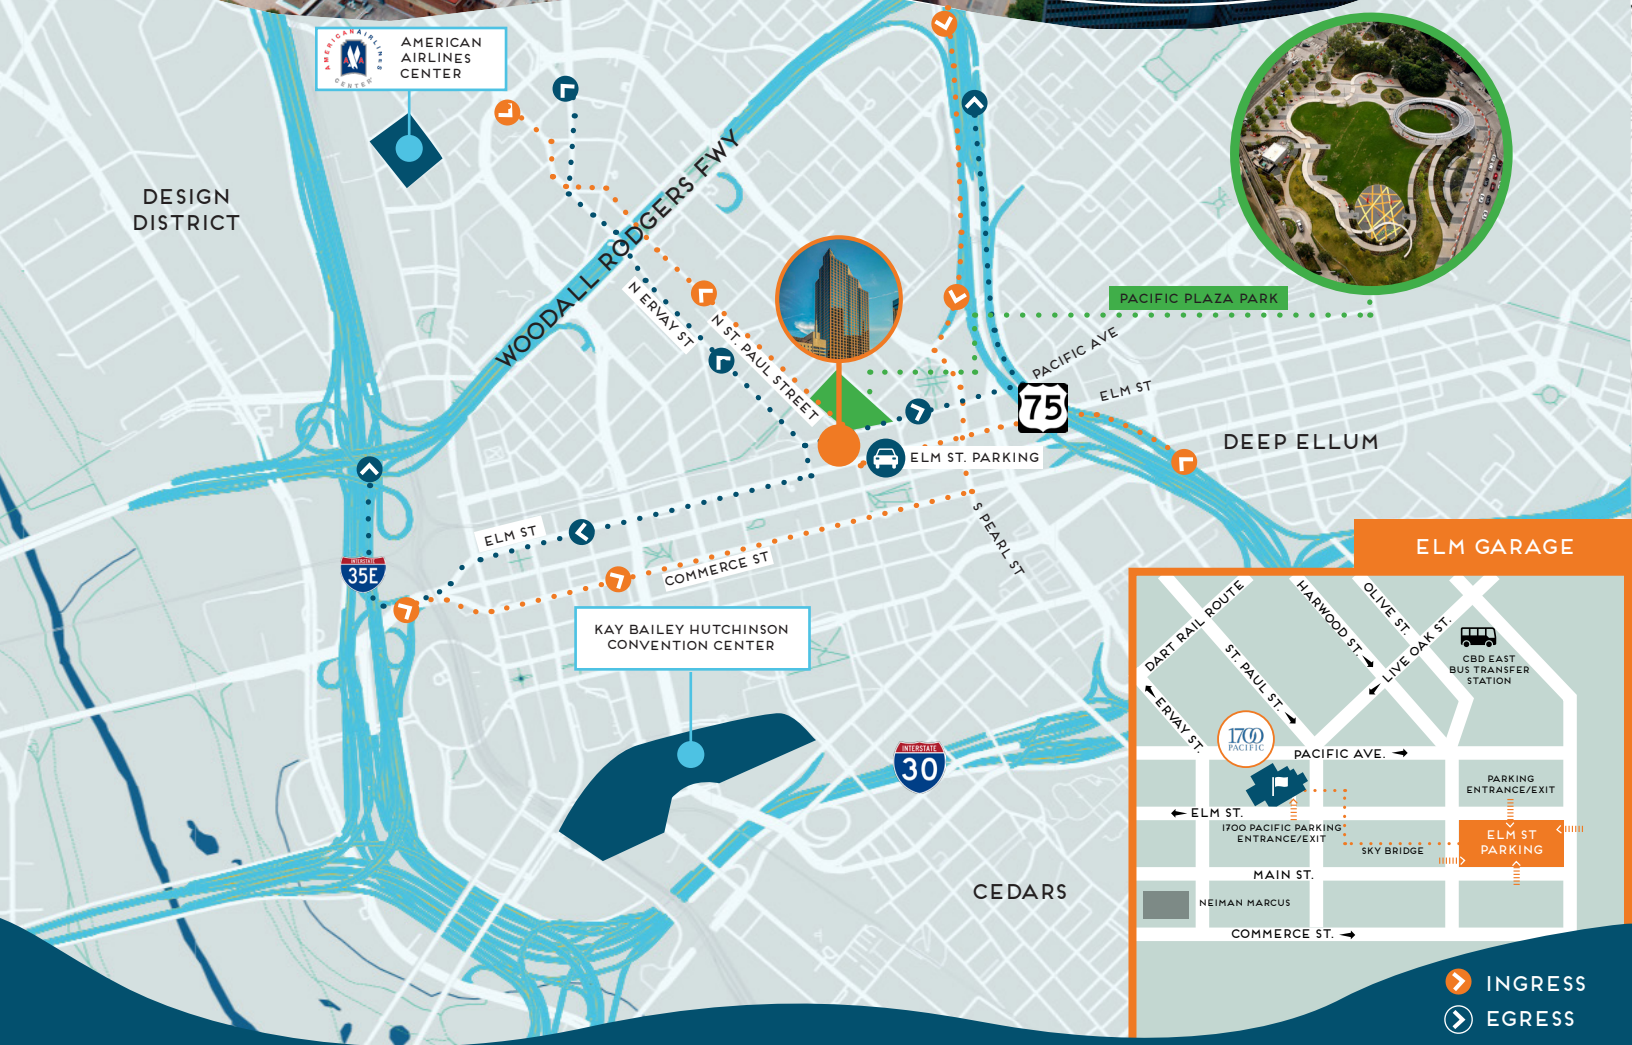 AMERICANAIRLINES
CENTER
AMERICAN
AIRLINES
CENTER
DESIGN
DISTRICT
WOODALL RODGERS FWY
N ERVAY ST
N ST. PAUL STREET
PACIFIC PLAZA PARK
PACIFIC AVE
ELM ST
75
DEEP ELLUM
ELM ST. PARKING
ELM ST
COMMERCE ST
S PEARL ST
INTERSTATE
35E
KAY BAILEY HUTCHINSON
CONVENTION CENTER
INTERSTATE
30
CEDARS
ELM GARAGE
DART RAIL ROUTE
HARWOOD ST.
OLIVE ST.
LIVE OAK ST.
CBD EAST
BUS TRANSFER
STATION
ST. PAUL ST.
ERVAY ST.
1700
PACIFIC
PACIFIC AVE.
PARKING
ENTRANCE/EXIT
ELM ST.
1700 PACIFIC PARKING
ENTRANCE/EXIT
SKY BRIDGE
ELM ST
PARKING
MAIN ST.
NEIMAN MARCUS
COMMERCE ST.
INGRESS
EGRESS